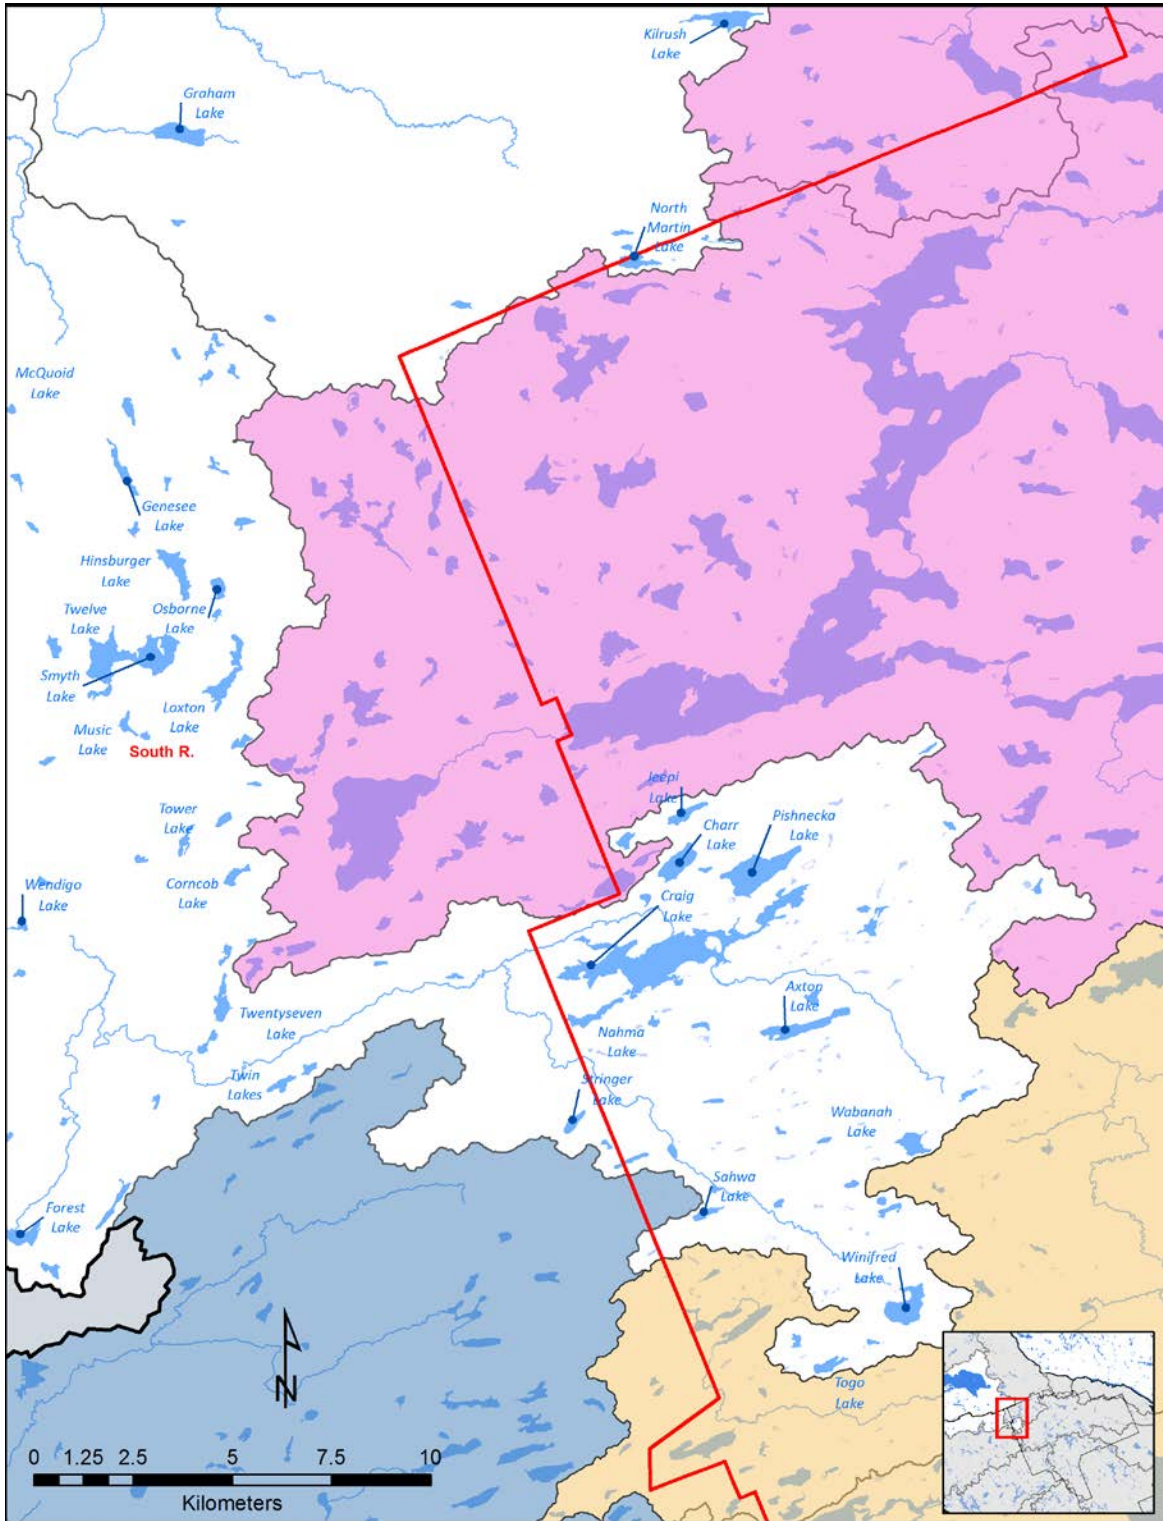 Kilrush
Lake
Graham
Lake
North
Martin
Lake
McQuoid
Lake
Genesee
Lake
Hinsburger
Lake
Twelve
Lake
Osborne
Lake
Smyth
Lake
Loxton
Lake
Music
Lake
South R.
Jeepi
Lake
Tower
Lake
Charr
Lake
Pishnecka
Lake
Corncob
Lake
Wendigo
Lake
Craig
Lake
Axton
Lake
Twentyseven
Lake
Nahma
Lake
Twin
Lakes
Stringer
Lake
Wabanah
Lake
Sahwa
Lake
Forest
Lake
Winifred
Lake
Togo
Lake
N
0 1.25 2.5 5 7.5 10
Kilometers